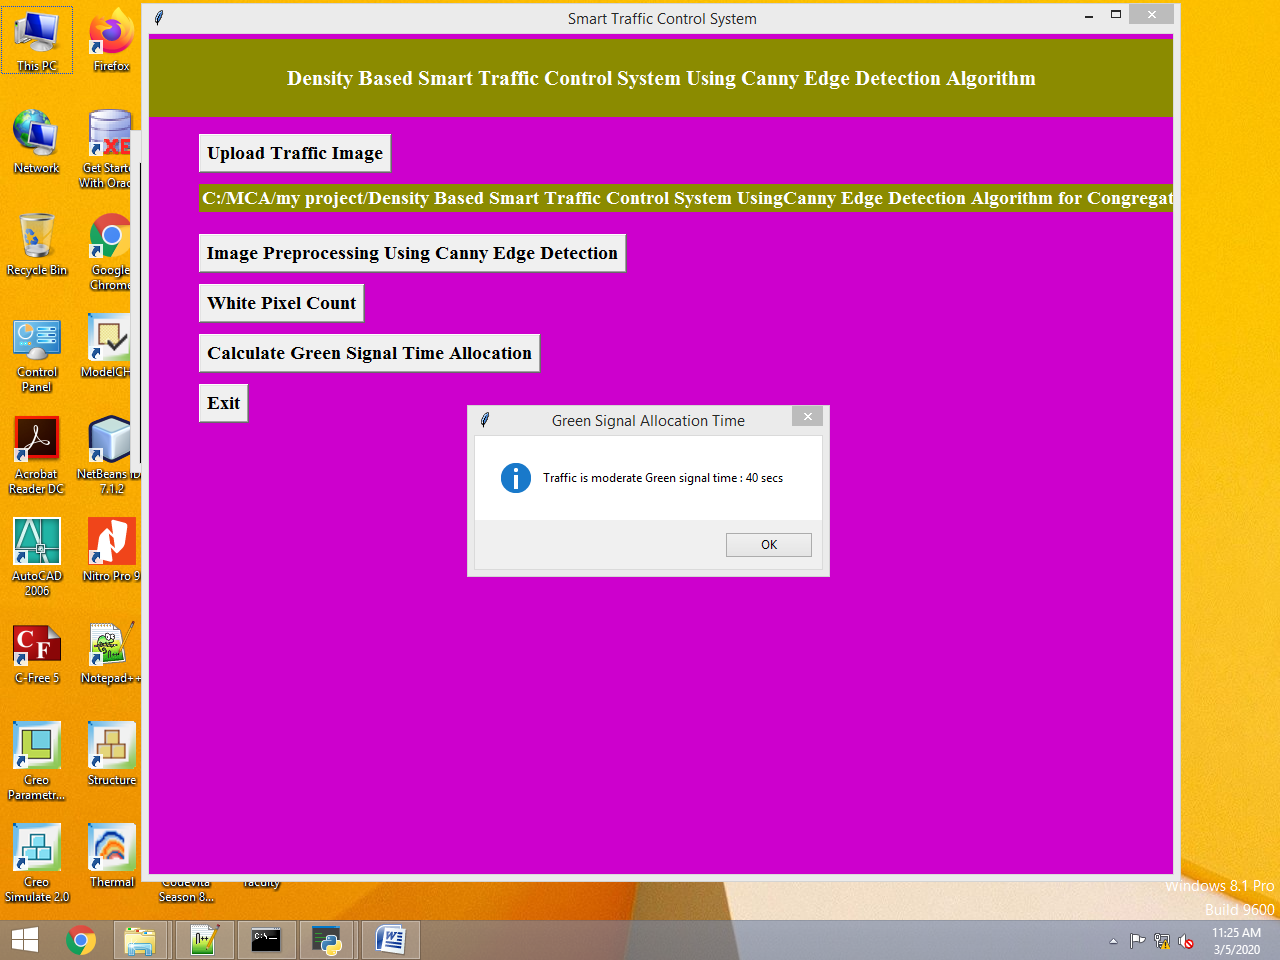 Smart Traffic Control System
Density Based Smart Traffic Control System Using Canny Edge Detection Algorithm
Upload Traffic Image
C:/MCA/my project/Density Based Smart Traffic Control System UsingCanny Edge Detection Algorithm for Congregat
Image Preprocessing Using Canny Edge Detection
White Pixel Count
Calculate Green Signal Time Allocation
Exit
Green Signal Allocation Time
Traffic is moderate Green signal time : 40 secs
OK
This PC
Firefox
Network
Get Starte
With Orac
Recycle Bin
Google
Chrome
Control
Panel
ModelCH
Acrobat
Reader DC
NetBeans ID
7.1.2
AutoCAD
2006
Nitro Pro 9
C-Free 5
Notepad++
Creo
Parametr...
Structure
Creo
Simulate 2.0
Thermal
CodeVita
Season 8...
faculty
Windows 8.1 Pro
Build 9600
11:25 AM
3/5/2020